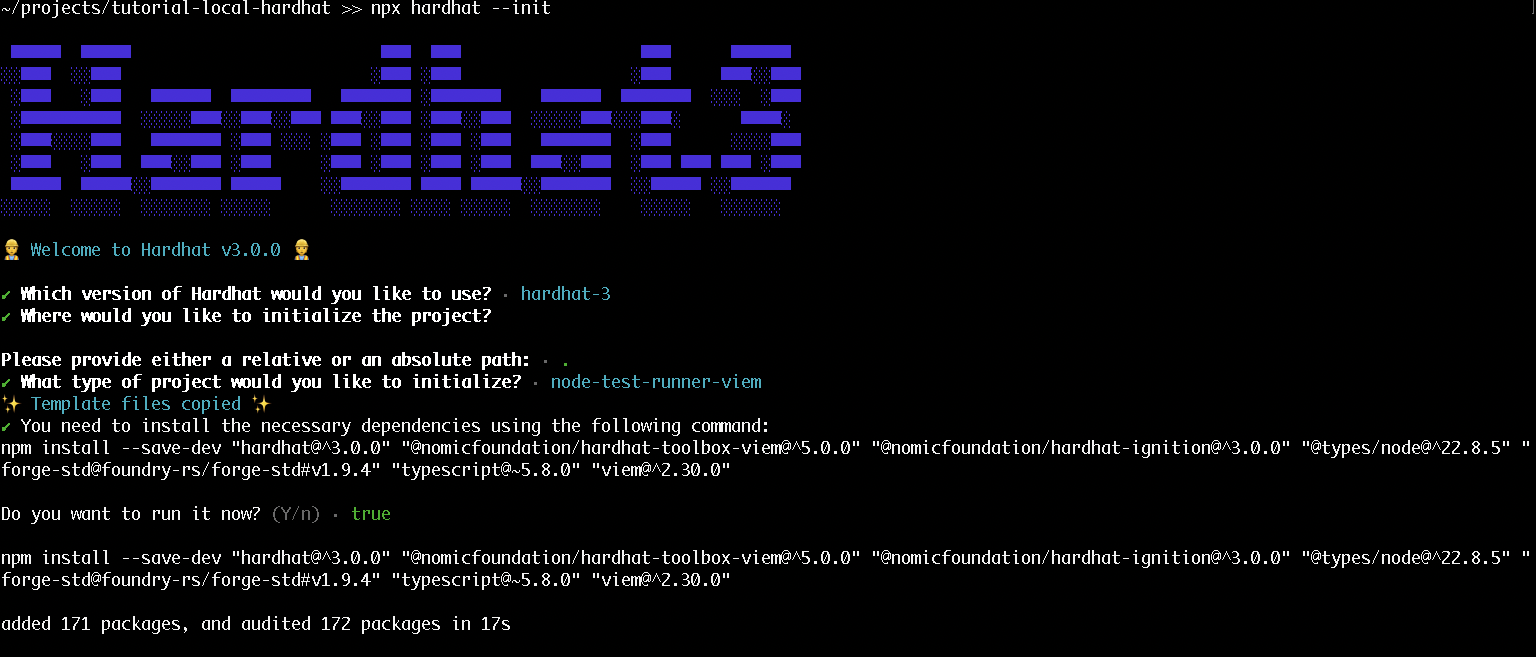 ~/projects/tutorial-local-hardhat >> npx hardhat --init
Hardhat3
👷 Welcome to Hardhat v3.0.0 👷
✔ Which version of Hardhat would you like to use? · hardhat-3
✔ Where would you like to initialize the project?
Please provide either a relative or an absolute path: · .
✔ What type of project would you like to initialize? · node-test-runner-viem
✨ Template files copied ✨
✔ You need to install the necessary dependencies using the following command:
npm install --save-dev "hardhat@^3.0.0" "@nomicfoundation/hardhat-toolbox-viem@^5.0.0" "@nomicfoundation/hardhat-ignition@^3.0.0" "@types/node@^22.8.5" "
forge-std@foundry-rs/forge-std#v1.9.4" "typescript@~5.8.0" "viem@^2.30.0"
Do you want to run it now? (Y/n) · true
npm install --save-dev "hardhat@^3.0.0" "@nomicfoundation/hardhat-toolbox-viem@^5.0.0" "@nomicfoundation/hardhat-ignition@^3.0.0" "@types/node@^22.8.5" "
forge-std@foundry-rs/forge-std#v1.9.4" "typescript@~5.8.0" "viem@^2.30.0"
added 171 packages, and audited 172 packages in 17s